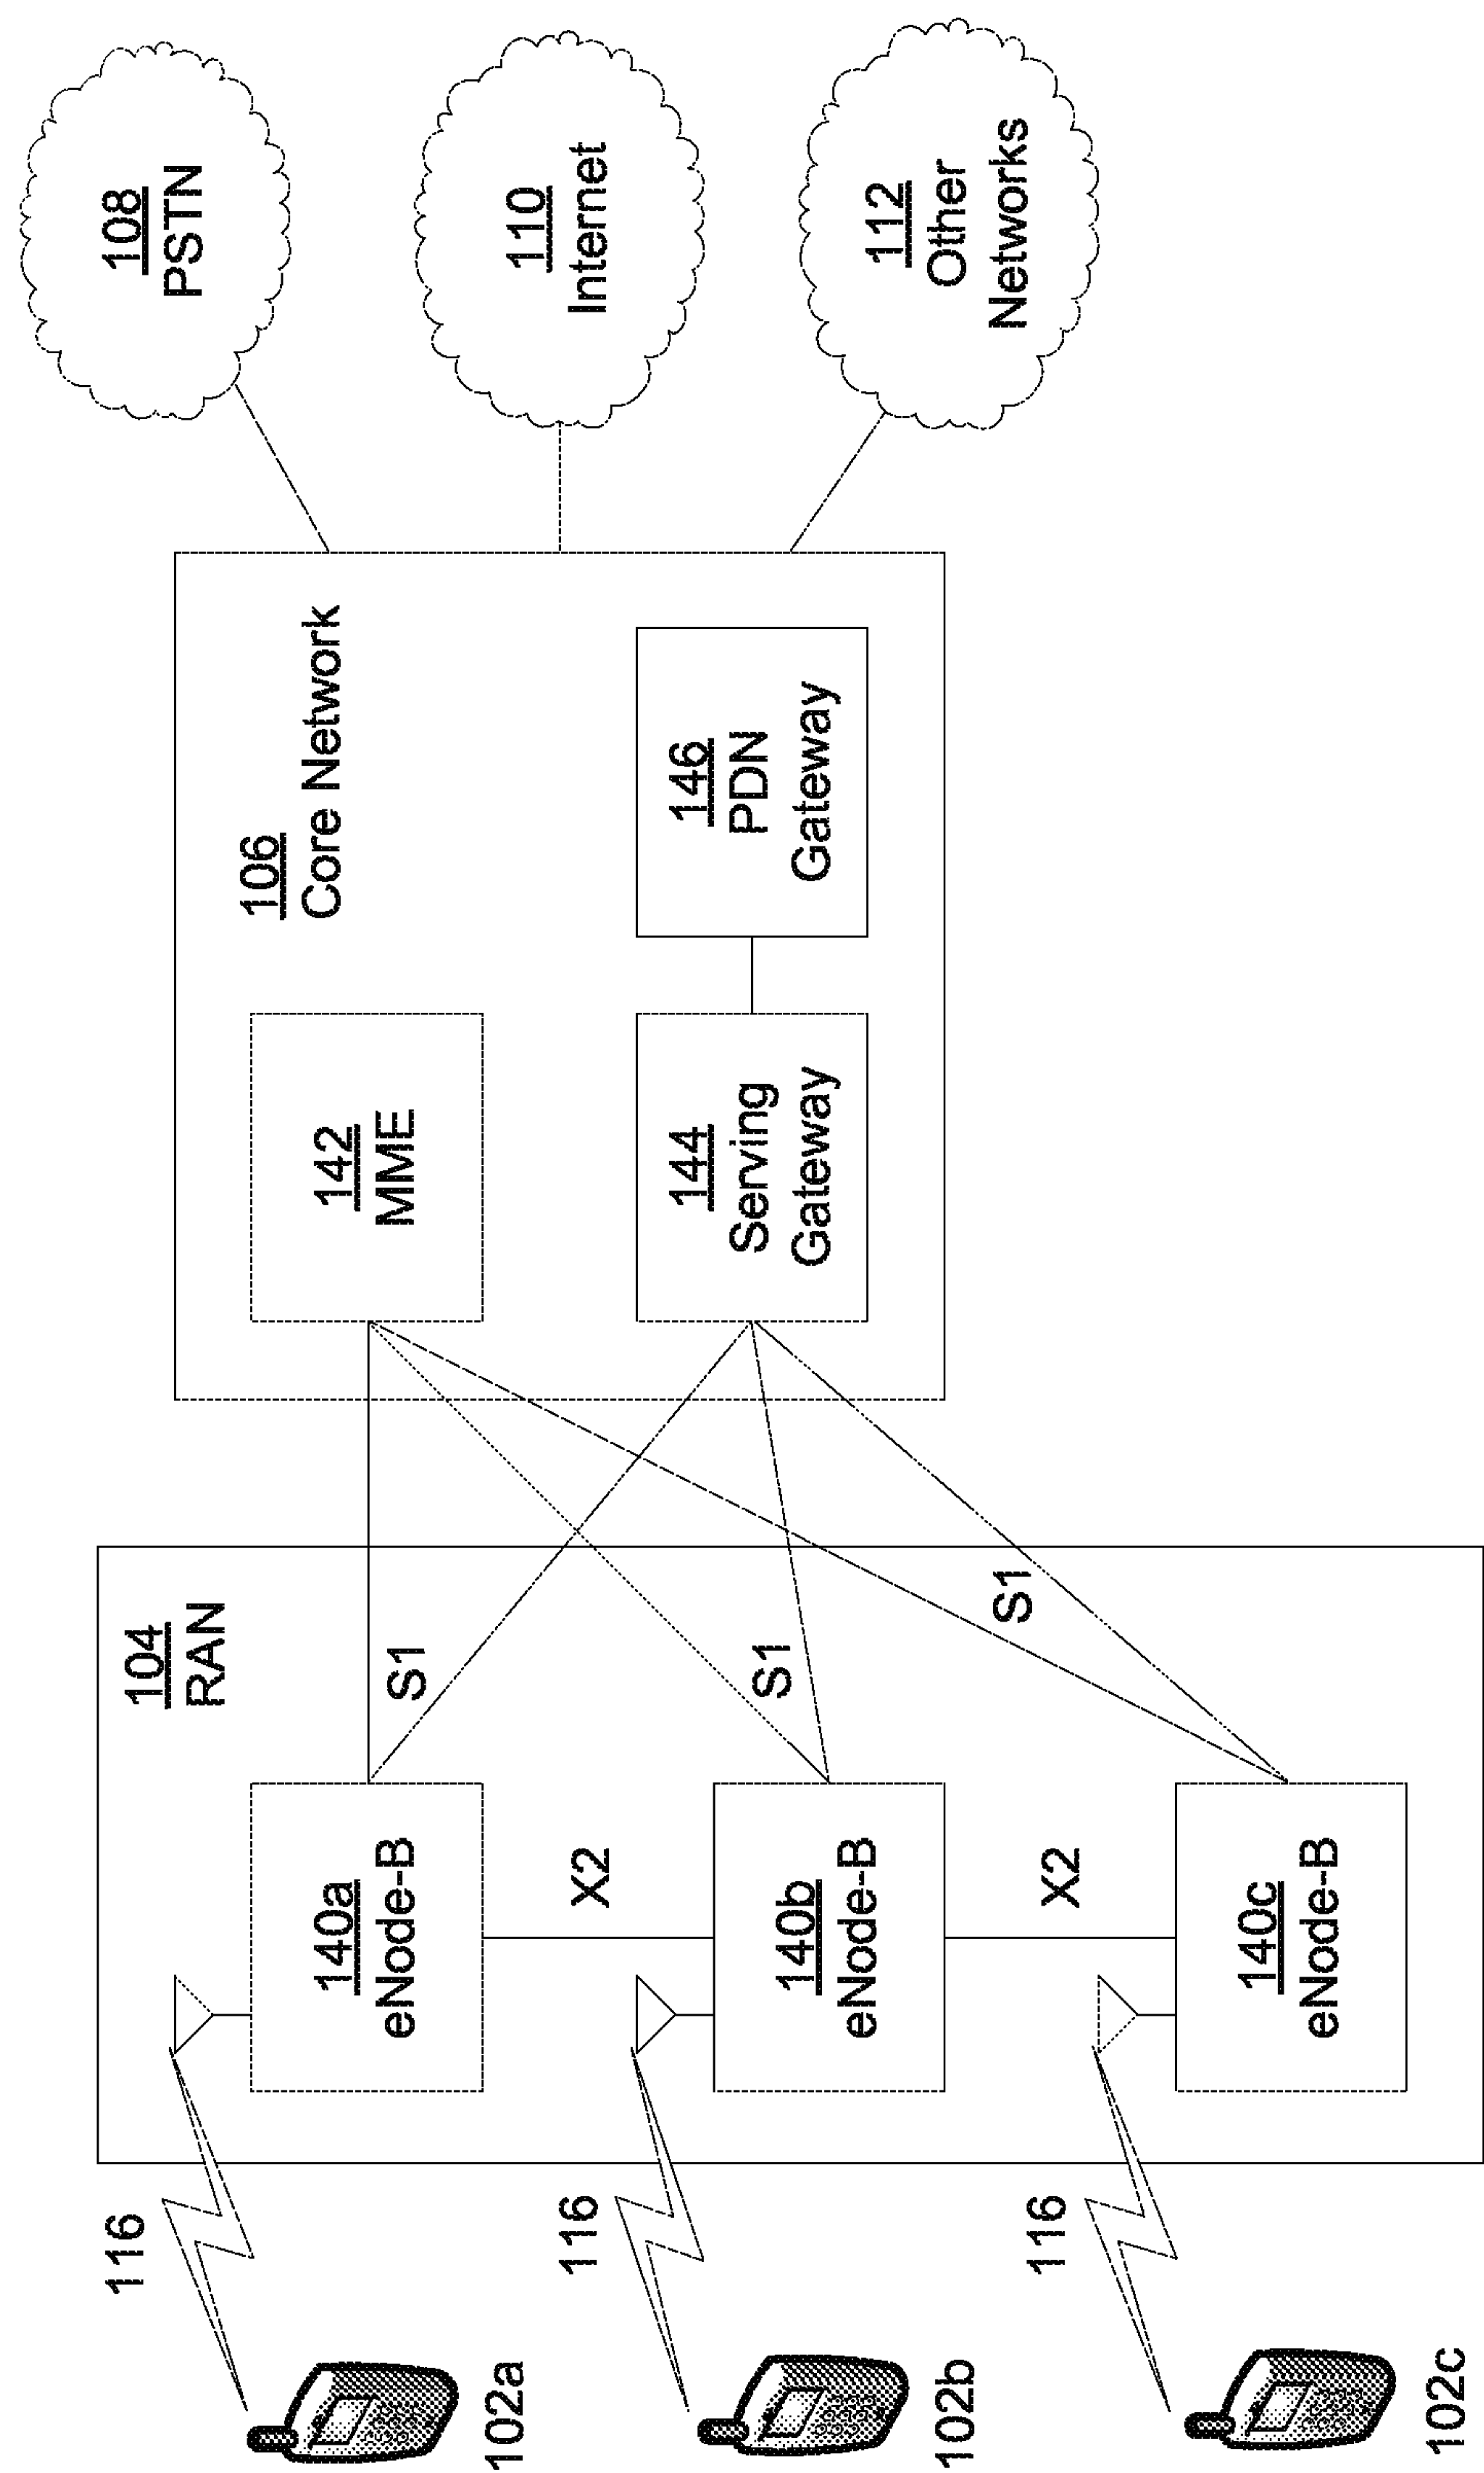 102a
102b
102c
116
116
116
104
RAN
140a
eNode-B
X2
140b
eNode-B
X2
140c
eNode-B
S1
S1
S1
106
Core Network
142
MME
144
Serving
Gateway
146
PDN
Gateway
108
PSTN
110
Internet
112
Other
Networks